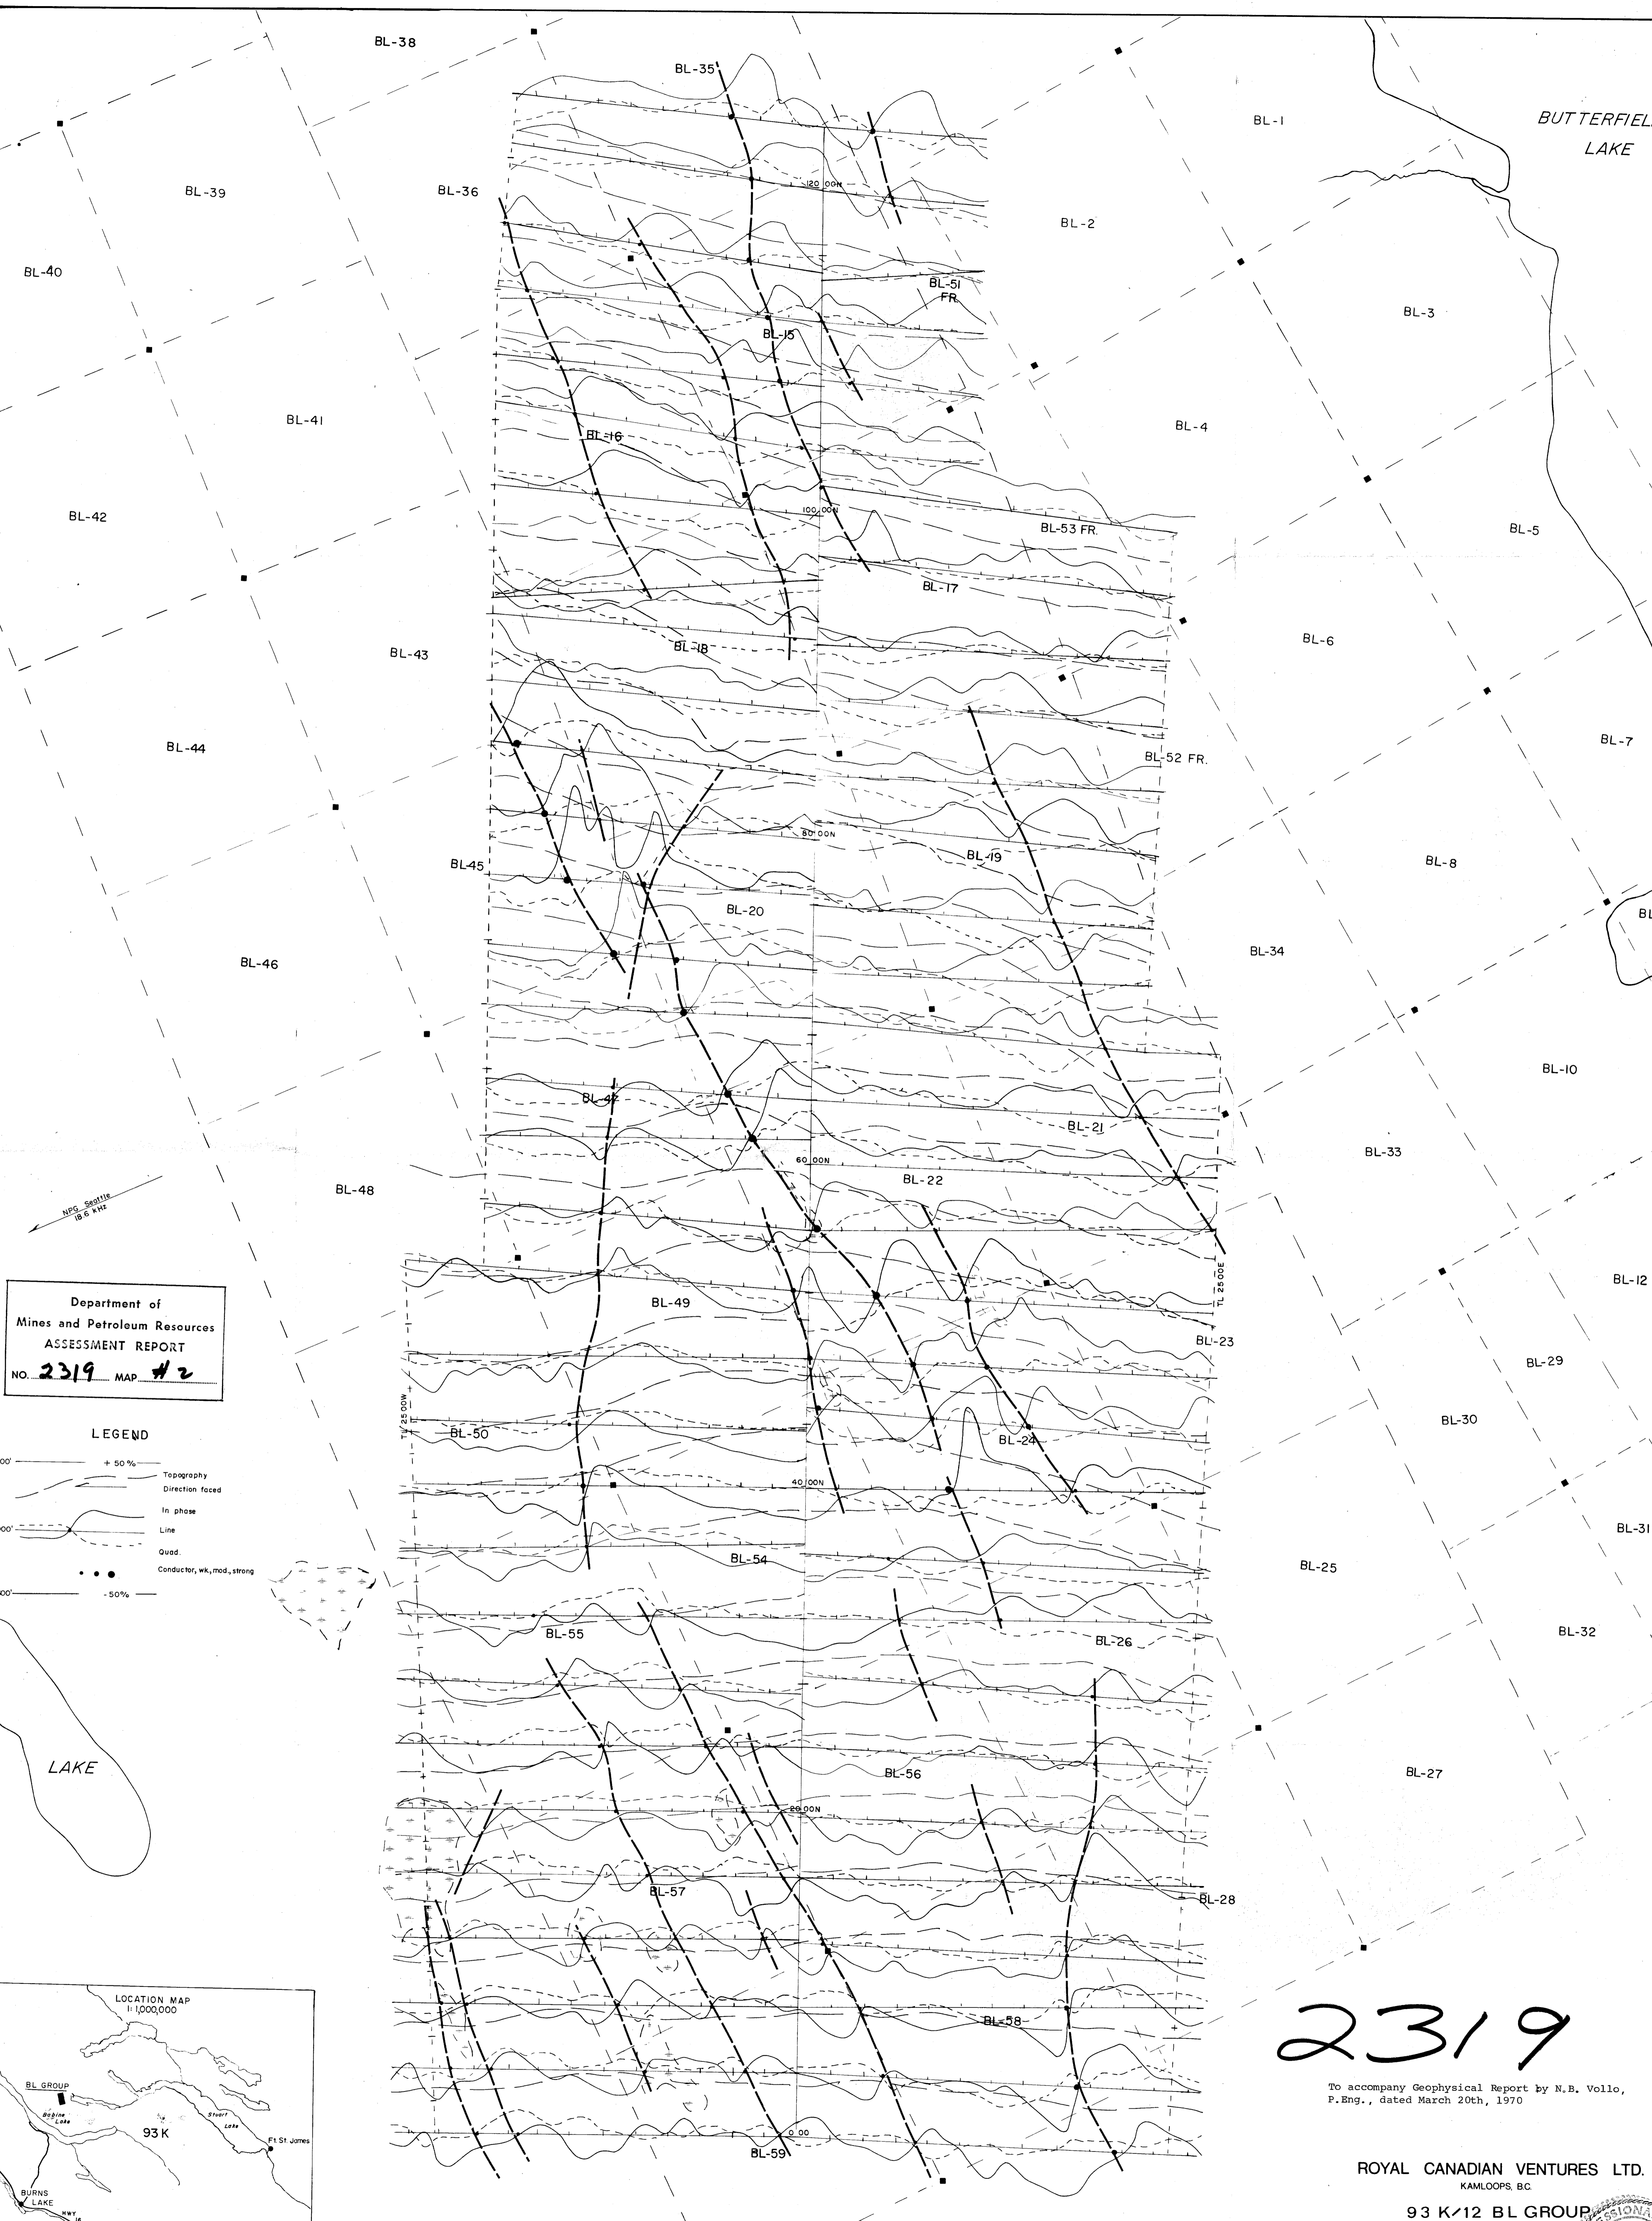 BL-38
BL-35
BL-1
BUTTERFIEL
LAKE
BL-39
BL-36
120 00N
BL-2
BL-40
BL-51
FR.
BL-3
BL-15
BL-41
BL-16
BL-4
BL-42
100 00N
BL-53 FR.
BL-5
BL-17
BL-43
BL-18
BL-6
BL-44
BL-52 FR.
BL-7
80 00N
BL-45
BL-19
BL-8
BL-20
BL
BL-46
BL-34
BL-10
BL-47
BL-21
60 00N
BL-33
BL-48
BL-22
NPG Seattle
18.6 KHz
TL 25 00E
BL-12
BL-49
BL-23
BL-29
Department of
Mines and Petroleum Resources
ASSESSMENT REPORT
NO. 2319 MAP #2
TL 25 00W
BL-50
BL-24
BL-30
LEGEND
00' +50%
Topography
Direction faced
In phase
00' Line
Quad.
Conductor, wk, mod., strong
00' -50%
40 00N
BL-31
BL-54
BL-25
BL-55
BL-26
BL-32
LAKE
BL-56
BL-27
20 00N
BL-57
BL-28
LOCATION MAP
1:1,000,000
BL-58
2319
BL GROUP
Babine
Lake
Stuart
Lake
93 K
Ft. St. James
To accompany Geophysical Report by N.B. Vollo,
P.Eng., dated March 20th, 1970
0 00
BL-59
ROYAL CANADIAN VENTURES LTD.
KAMLOOPS, B.C.
BURNS
LAKE
HWY
16
93 K/12 BL GROUP
SSIONA